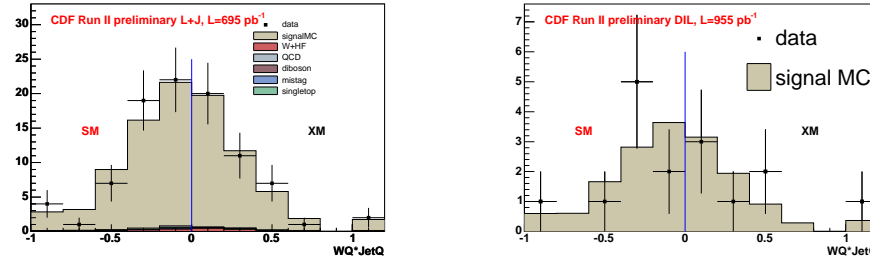 CDF Run II preliminary L+J, L=695 pb-1
data
signalMC
W+HF
QCD
diboson
mistag
singletop
SM
XM
30
25
20
15
10
5
0
-1
-0.5
0
0.5
1
WQ*JetQ
CDF Run II preliminary DIL, L=955 pb-1
data
signal MC
SM
XM
7
6
5
4
3
2
1
0
-1
-0.5
0
0.5
1